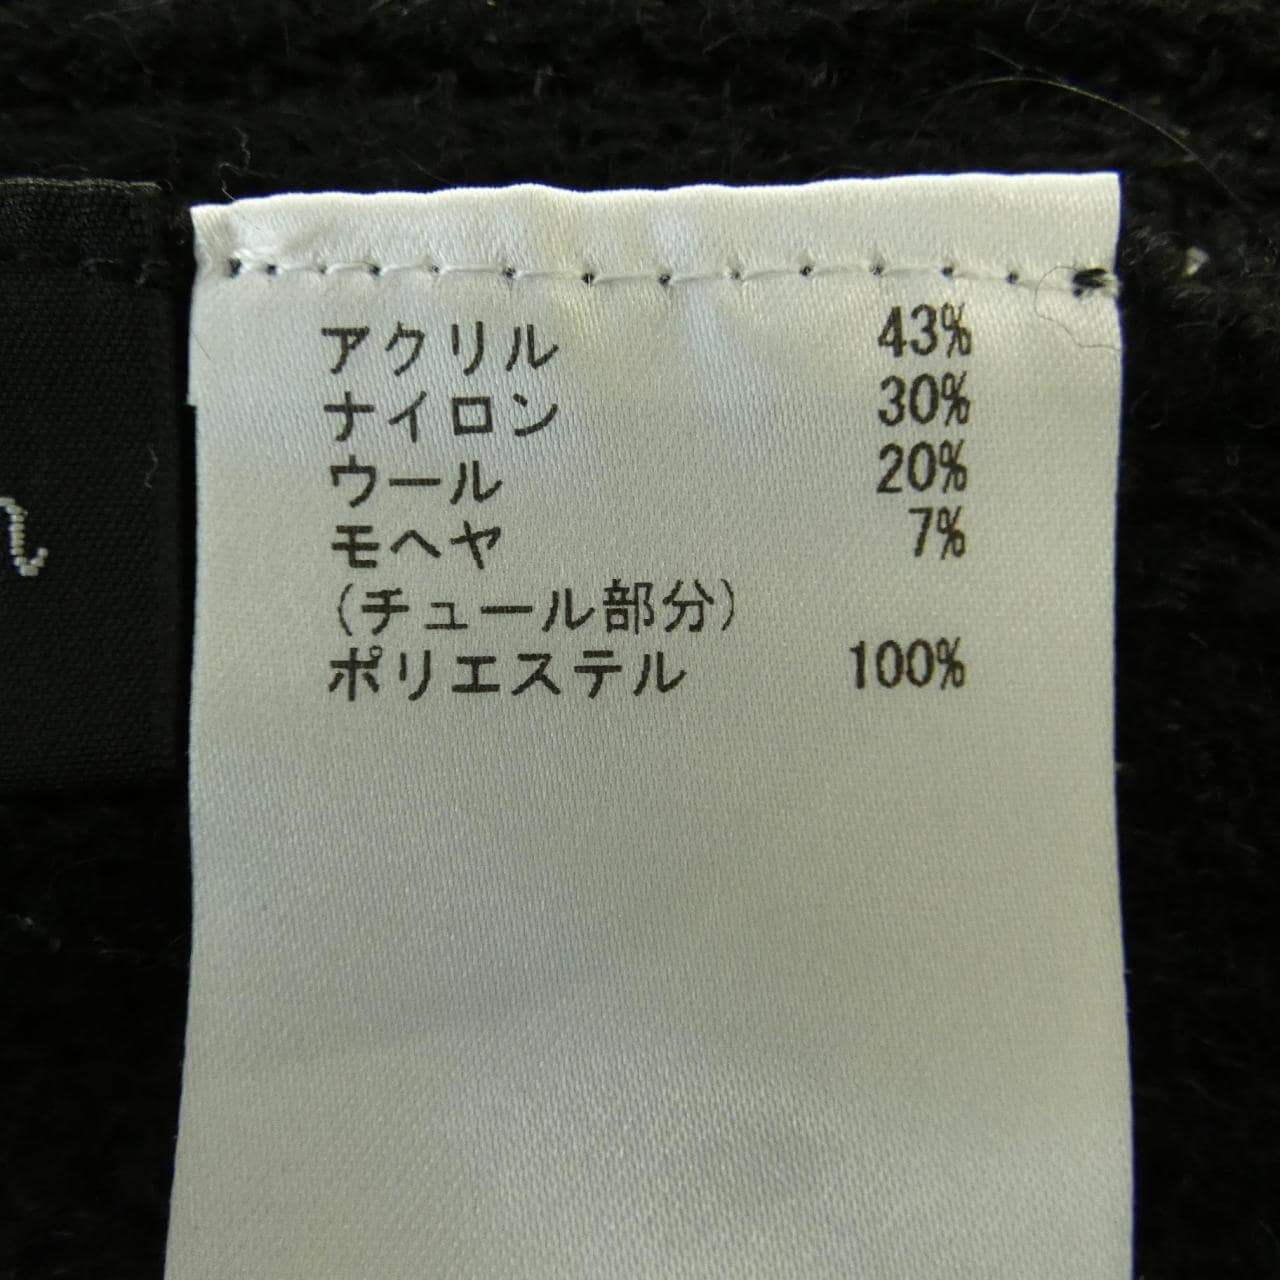 アクリル 43%
ナイロン 30%
ウール 20%
モヘヤ 7%
(チュール部分)
ポリエステル 100%